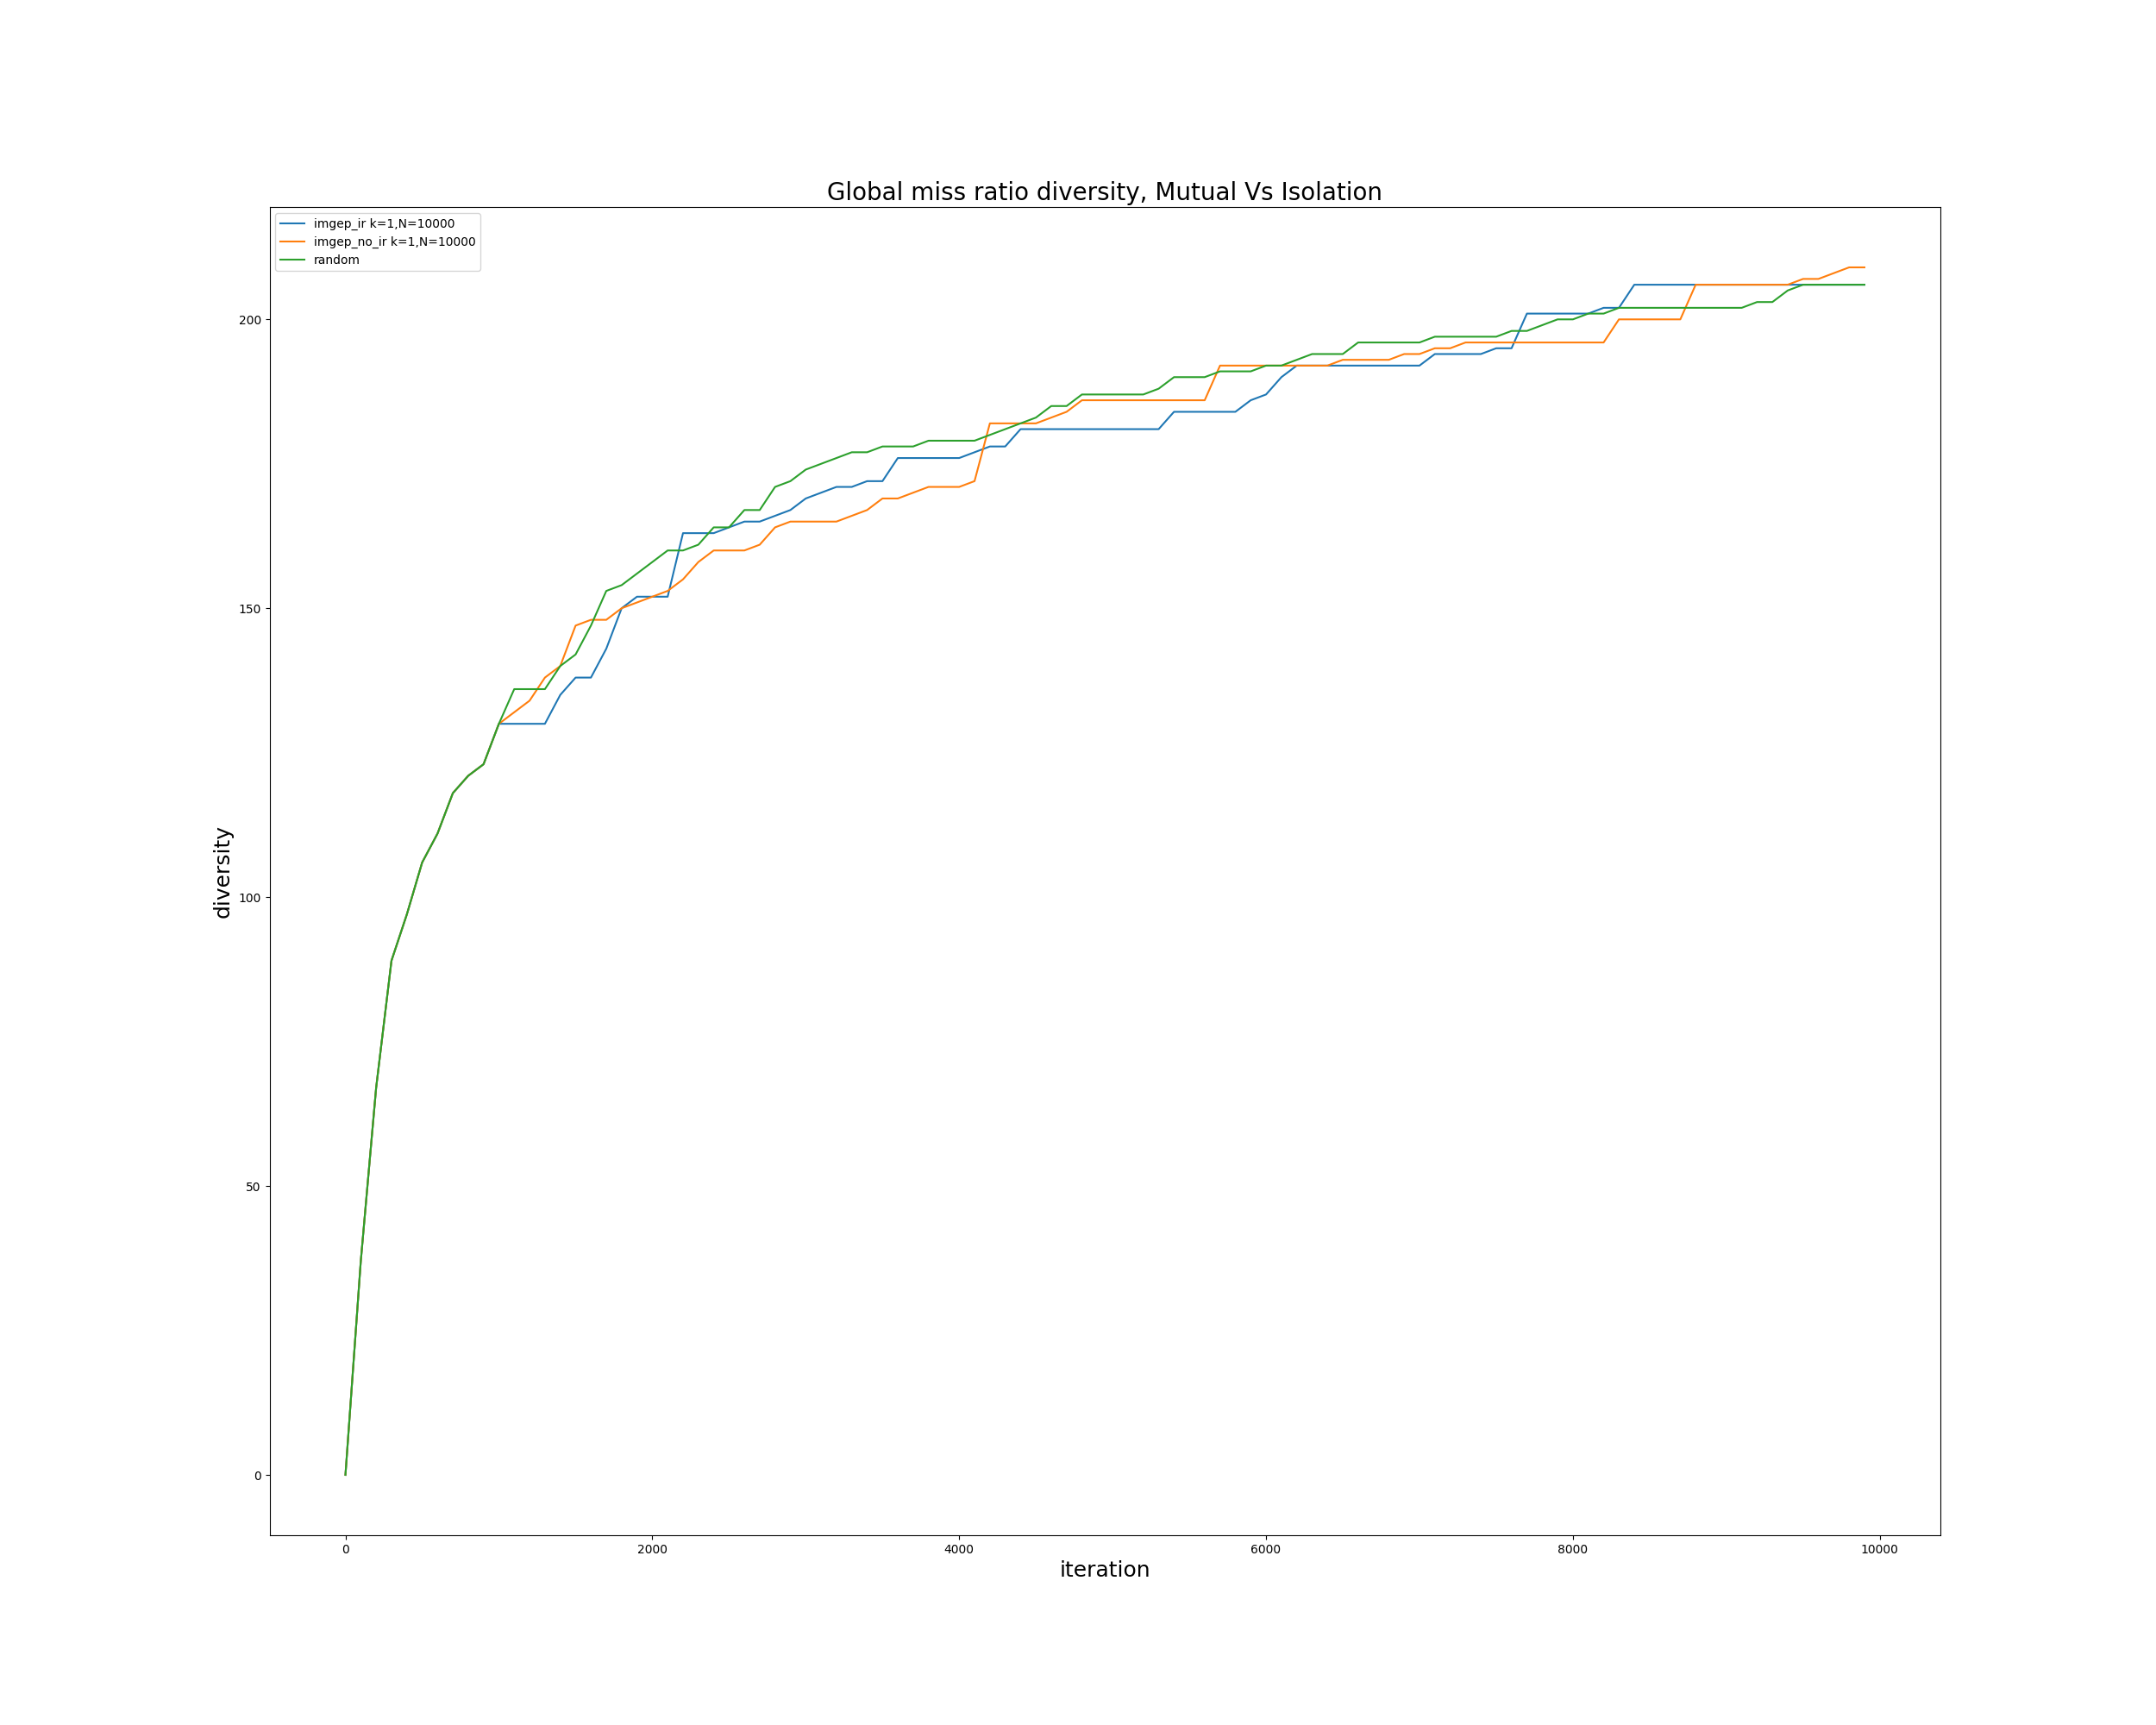 Global miss ratio diversity, Mutual Vs Isolation
imgep_ir k=1,N=10000
imgep_no_ir k=1,N=10000
random
200
150
100
50
0
diversity
0 2000 4000 6000 8000 10000
iteration